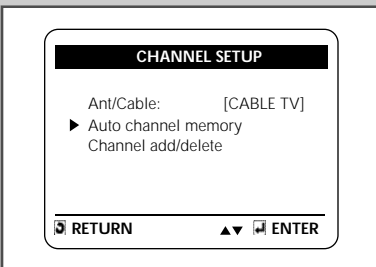 CHANNEL SETUP
Ant/Cable: [CABLE TV]
Auto channel memory
Channel add/delete
RETURN ▲▼ ENTER